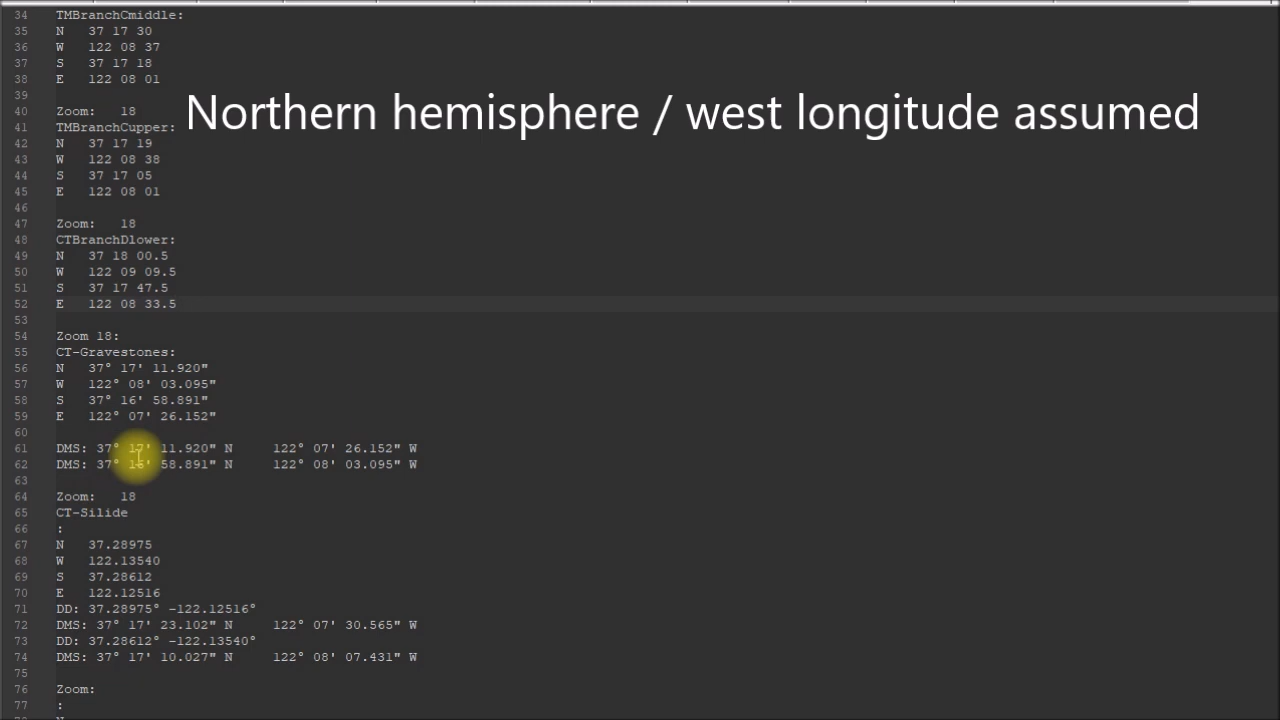 34 TMBranchCmiddle:
35 N 37 17 30
36 W 122 08 37
37 S 37 17 18
38 E 122 08 01
39
Northern hemisphere / west longitude assumed
40 Zoom: 18
41 TMBranchCupper:
42 N 37 17 19
43 W 122 08 38
44 S 37 17 05
45 E 122 08 01
46
47 Zoom: 18
48 CTBranchDlower:
49 N 37 18 00.5
50 W 122 09 09.5
51 S 37 17 47.5
52 E 122 08 33.5
53
54 Zoom 18:
55 CT-Gravestones:
56 N 37° 17' 11.920"
57 W 122° 08' 03.095"
58 S 37° 16' 58.891"
59 E 122° 07' 26.152"
60
61 DMS: 37° 17' 11.920" N 122° 07' 26.152" W
62 DMS: 37° 16' 58.891" N 122° 08' 03.095" W
63
64 Zoom: 18
65 CT-Silide
66 :
67 N 37.28975
68 W 122.13540
69 S 37.28612
70 E 122.12516
71 DD: 37.28975° -122.12516°
72 DMS: 37° 17' 23.102" N 122° 07' 30.565" W
73 DD: 37.28612° -122.13540°
74 DMS: 37° 17' 10.027" N 122° 08' 07.431" W
75
76 Zoom:
77 :